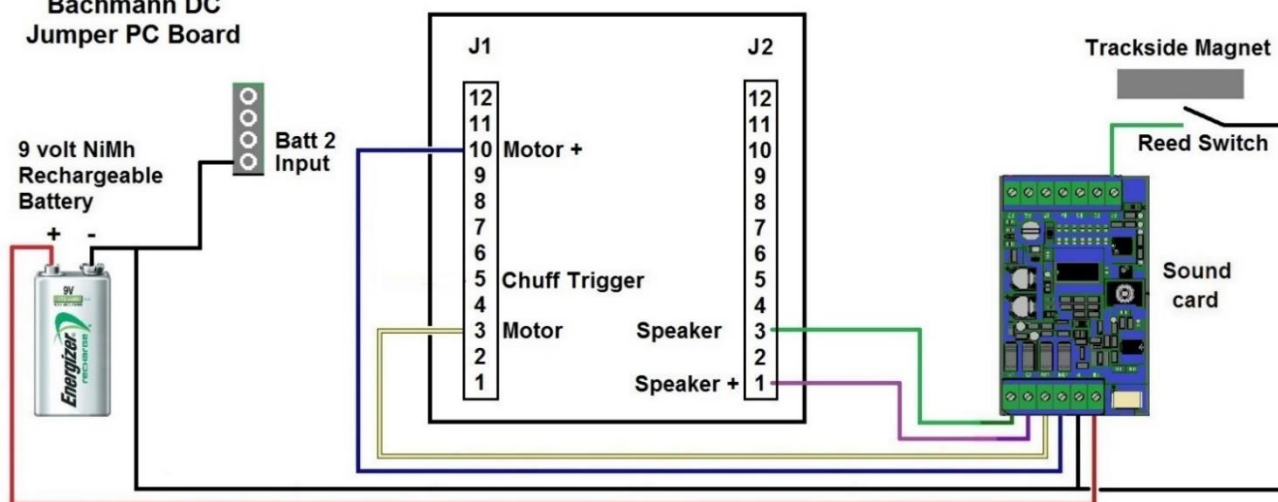 Bachmann DC
Jumper PC Board
J1
J2
Trackside Magnet
Reed Switch
9 volt NiMh
Rechargeable
Battery
+ -
Batt 2
Input
12
11
10 Motor +
9
8
7
6
5 Chuff Trigger
4
3 Motor
2
1
12
11
10
9
8
7
6
5
4
Speaker 3
2
Speaker + 1
Sound
card
9V
Energizer
recharge